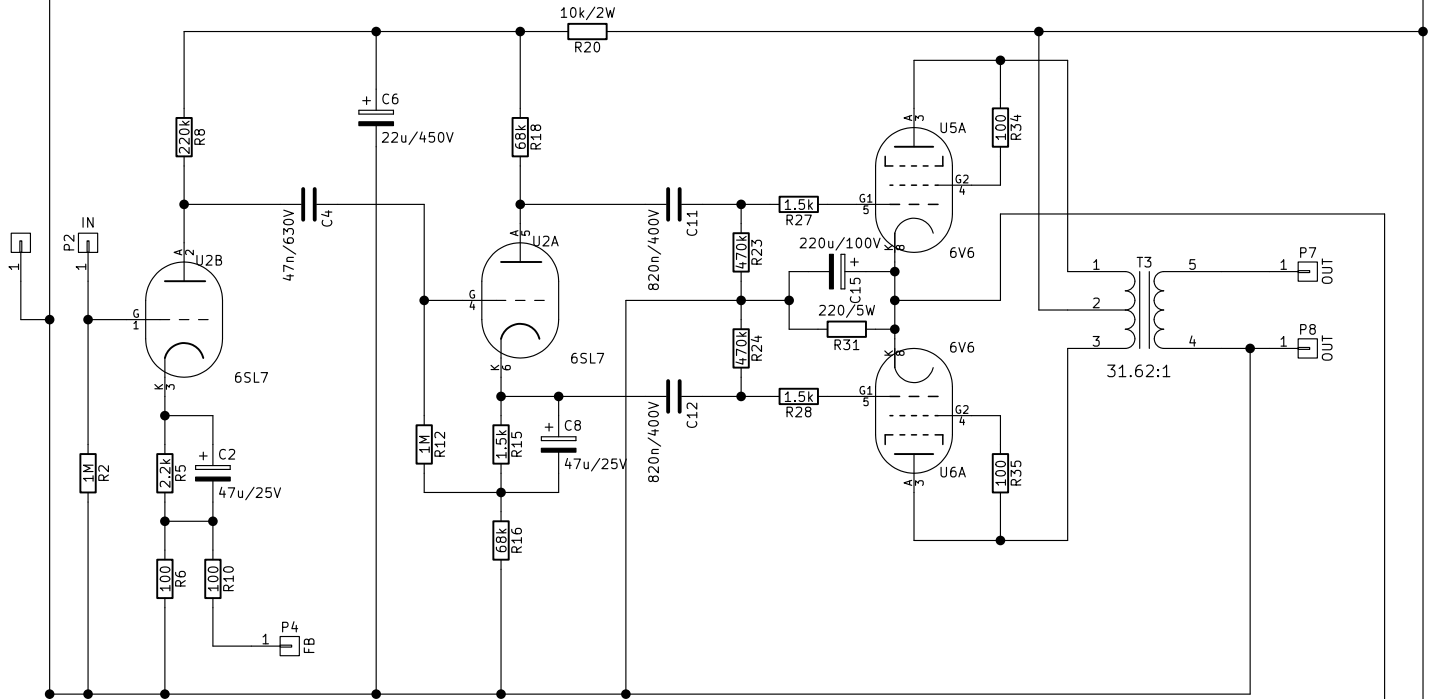 10k/2W
R20
220k
R8
+ C6
22u/450V
68k
R18
A
3
U5A
100
R34
G2
4
G1
5
1.5k
R27
K
8
6V6
47n/630V
C4
820n/400V
C11
470k
R23
220u/100V
+
C15
220/5W
R31
1
P2
IN
1
A
2
U2B
G
1
K
3
6SL7
A
5
U2A
G
4
K
6
6SL7
T3
1
2
3
5
4
31.62:1
1
P7
OUT
1
P8
OUT
470k
R24
K
8
6V6
G1
5
1.5k
R28
G2
4
U6A
A
3
100
R35
820n/400V
C12
1M
R12
1.5k
R15
+ C8
47u/25V
1M
R2
2.2k
R5
+ C2
47u/25V
68k
R16
100
R6
100
R10
1
P4
FB